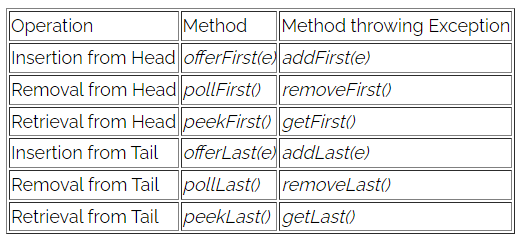 Operation Method Method throwing Exception
Insertion from Head offerFirst(e) addFirst(e)
Removal from Head pollFirst() removeFirst()
Retrieval from Head peekFirst() getFirst()
Insertion from Tail offerLast(e) addLast(e)
Removal from Tail pollLast() removeLast()
Retrieval from Tail peekLast() getLast()